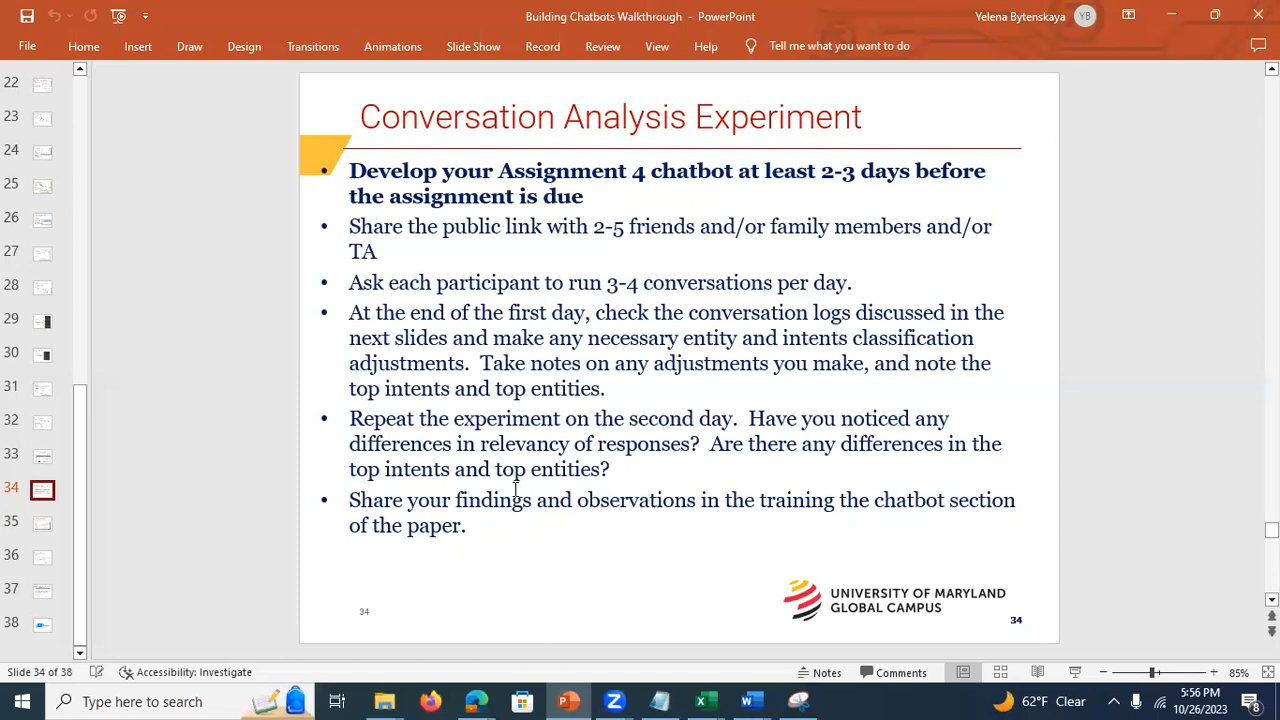 Building Chatbots Walkthrough - PowerPoint
Yelena Bytenskaya YB
File Home Insert Draw Design Transitions Animations Slide Show Record Review View Help Tell me what you want to do
22
23
24
25
26
27
28
29
30
31
32
33
34
35
36
37
38
Conversation Analysis Experiment
• Develop your Assignment 4 chatbot at least 2-3 days before
the assignment is due
• Share the public link with 2-5 friends and/or family members and/or
TA
• Ask each participant to run 3-4 conversations per day.
• At the end of the first day, check the conversation logs discussed in the
next slides and make any necessary entity and intents classification
adjustments.  Take notes on any adjustments you make, and note the
top intents and top entities.
• Repeat the experiment on the second day.  Have you noticed any
differences in relevancy of responses?  Are there any differences in the
top intents and top entities?
• Share your findings and observations in the training the chatbot section
of the paper.
34
UNIVERSITY OF MARYLAND
GLOBAL CAMPUS
34
Slide 34 of 38 Accessibility: Investigate Notes Comments 85%
Type here to search
62°F Clear
5:56 PM
10/26/2023
8